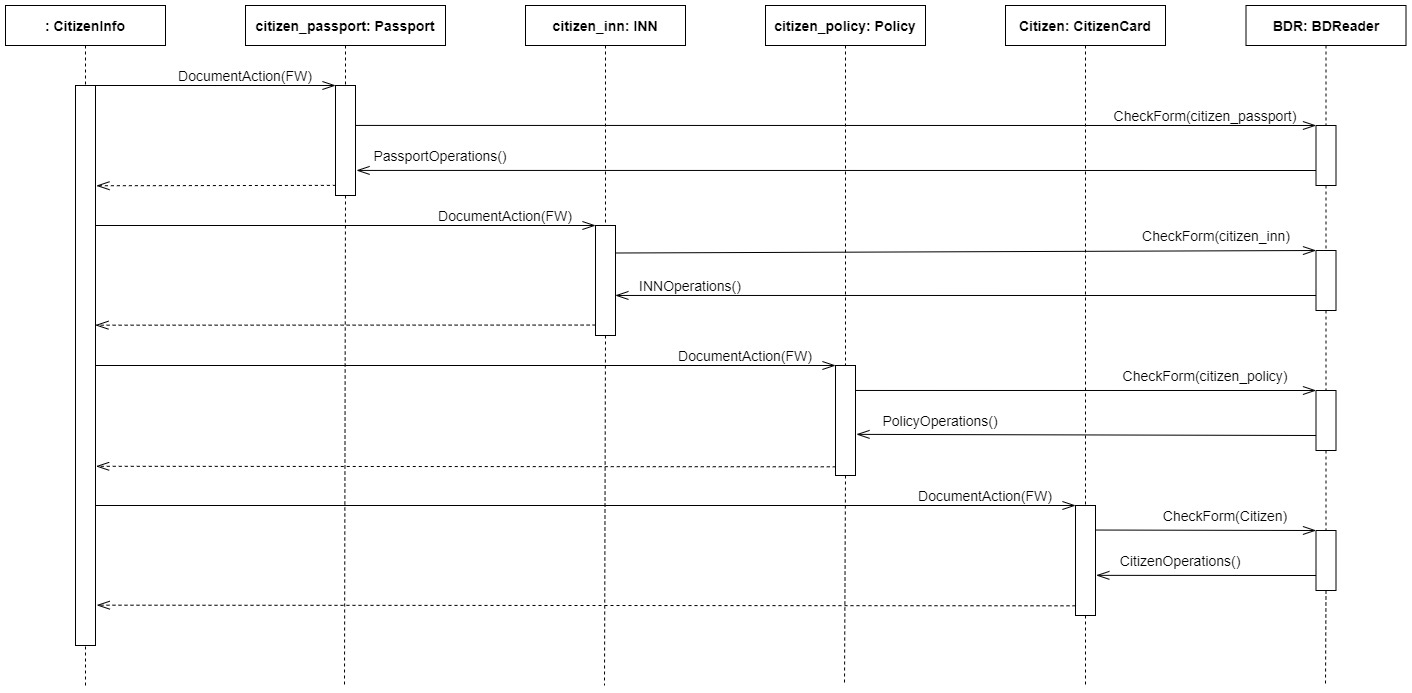 : CitizenInfo
citizen_passport: Passport
citizen_inn: INN
citizen_policy: Policy
Citizen: CitizenCard
BDR: BDReader
DocumentAction(FW)
CheckForm(citizen_passport)
PassportOperations()
DocumentAction(FW)
CheckForm(citizen_inn)
INNOperations()
DocumentAction(FW)
CheckForm(citizen_policy)
PolicyOperations()
DocumentAction(FW)
CheckForm(Citizen)
CitizenOperations()